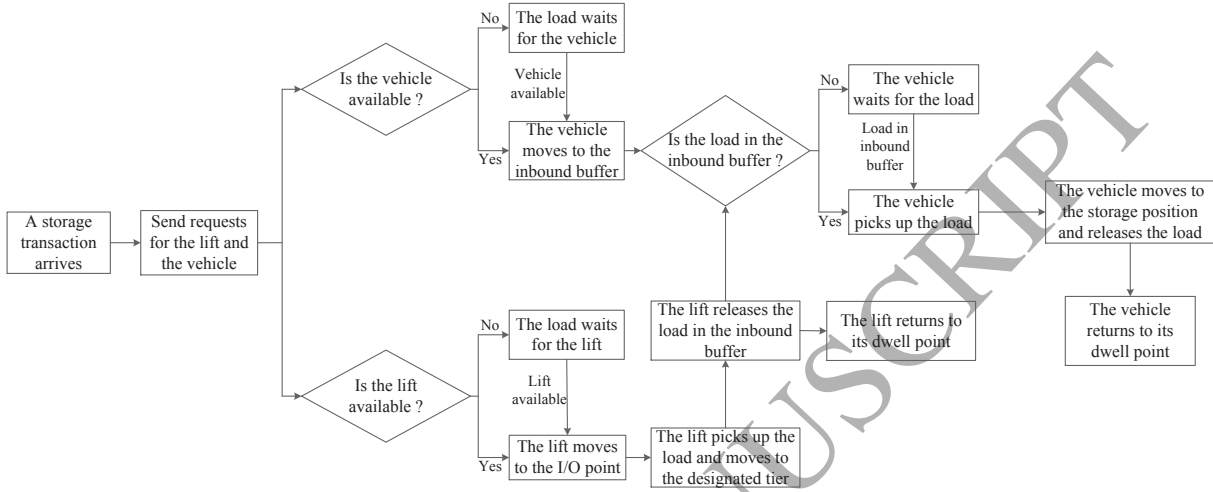 A storage
transaction
arrives
Send requests
for the lift and
the vehicle
Is the vehicle
available ?
No
The load waits
for the vehicle
Vehicle
available
Yes
The vehicle
moves to the
inbound buffer
Is the load in the
inbound buffer ?
No
The vehicle
waits for the load
Load in
inbound
buffer
Yes
The vehicle
picks up the load
The vehicle moves to
the storage position
and releases the load
The vehicle
returns to its
dwell point
Is the lift
available ?
No
The load waits
for the lift
Lift
available
Yes
The lift moves
to the I/O point
The lift picks up the
load and moves to
the designated tier
The lift releases the
load in the inbound
buffer
The lift returns to
its dwell point
NUSCRIPT